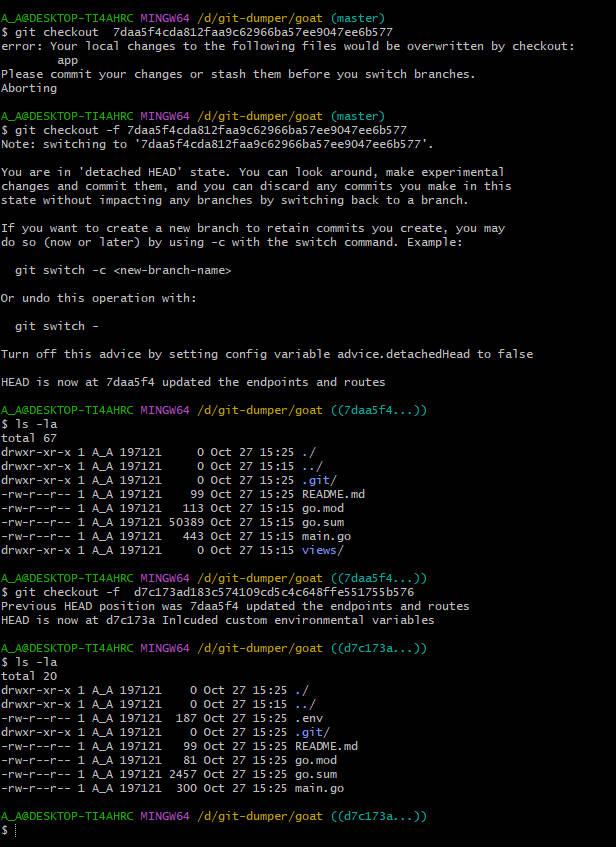 A_A@DESKTOP-TI4AHRC MINGW64 /d/git-dumper/goat (master)
$ git checkout  7daa5f4cda812faa9c62966ba57ee9047ee6b577
error: Your local changes to the following files would be overwritten by checkout:
        app
Please commit your changes or stash them before you switch branches.
Aborting

A_A@DESKTOP-TI4AHRC MINGW64 /d/git-dumper/goat (master)
$ git checkout -f 7daa5f4cda812faa9c62966ba57ee9047ee6b577
Note: switching to '7daa5f4cda812faa9c62966ba57ee9047ee6b577'.

You are in 'detached HEAD' state. You can look around, make experimental
changes and commit them, and you can discard any commits you make in this
state without impacting any branches by switching back to a branch.

If you want to create a new branch to retain commits you create, you may
do so (now or later) by using -c with the switch command. Example:

  git switch -c <new-branch-name>

Or undo this operation with:

  git switch -

Turn off this advice by setting config variable advice.detachedHead to false

HEAD is now at 7daa5f4 updated the endpoints and routes

A_A@DESKTOP-TI4AHRC MINGW64 /d/git-dumper/goat ((7daa5f4...))
$ ls -la
total 67
drwxr-xr-x 1 A_A 197121     0 Oct 27 15:25 ./
drwxr-xr-x 1 A_A 197121     0 Oct 27 15:15 ../
drwxr-xr-x 1 A_A 197121     0 Oct 27 15:25 .git/
-rw-r--r-- 1 A_A 197121    99 Oct 27 15:25 README.md
-rw-r--r-- 1 A_A 197121   113 Oct 27 15:15 go.mod
-rw-r--r-- 1 A_A 197121 50389 Oct 27 15:15 go.sum
-rw-r--r-- 1 A_A 197121   443 Oct 27 15:15 main.go
drwxr-xr-x 1 A_A 197121     0 Oct 27 15:15 views/

A_A@DESKTOP-TI4AHRC MINGW64 /d/git-dumper/goat ((7daa5f4...))
$ git checkout -f  d7c173ad183c574109cd5c4c648ffe551755b576
Previous HEAD position was 7daa5f4 updated the endpoints and routes
HEAD is now at d7c173a Inlcuded custom environmental variables

A_A@DESKTOP-TI4AHRC MINGW64 /d/git-dumper/goat ((d7c173a...))
$ ls -la
total 20
drwxr-xr-x 1 A_A 197121    0 Oct 27 15:25 ./
drwxr-xr-x 1 A_A 197121    0 Oct 27 15:15 ../
-rw-r--r-- 1 A_A 197121  187 Oct 27 15:25 .env
drwxr-xr-x 1 A_A 197121    0 Oct 27 15:25 .git/
-rw-r--r-- 1 A_A 197121   99 Oct 27 15:25 README.md
-rw-r--r-- 1 A_A 197121   81 Oct 27 15:25 go.mod
-rw-r--r-- 1 A_A 197121 2457 Oct 27 15:25 go.sum
-rw-r--r-- 1 A_A 197121  300 Oct 27 15:25 main.go

A_A@DESKTOP-TI4AHRC MINGW64 /d/git-dumper/goat ((d7c173a...))
$